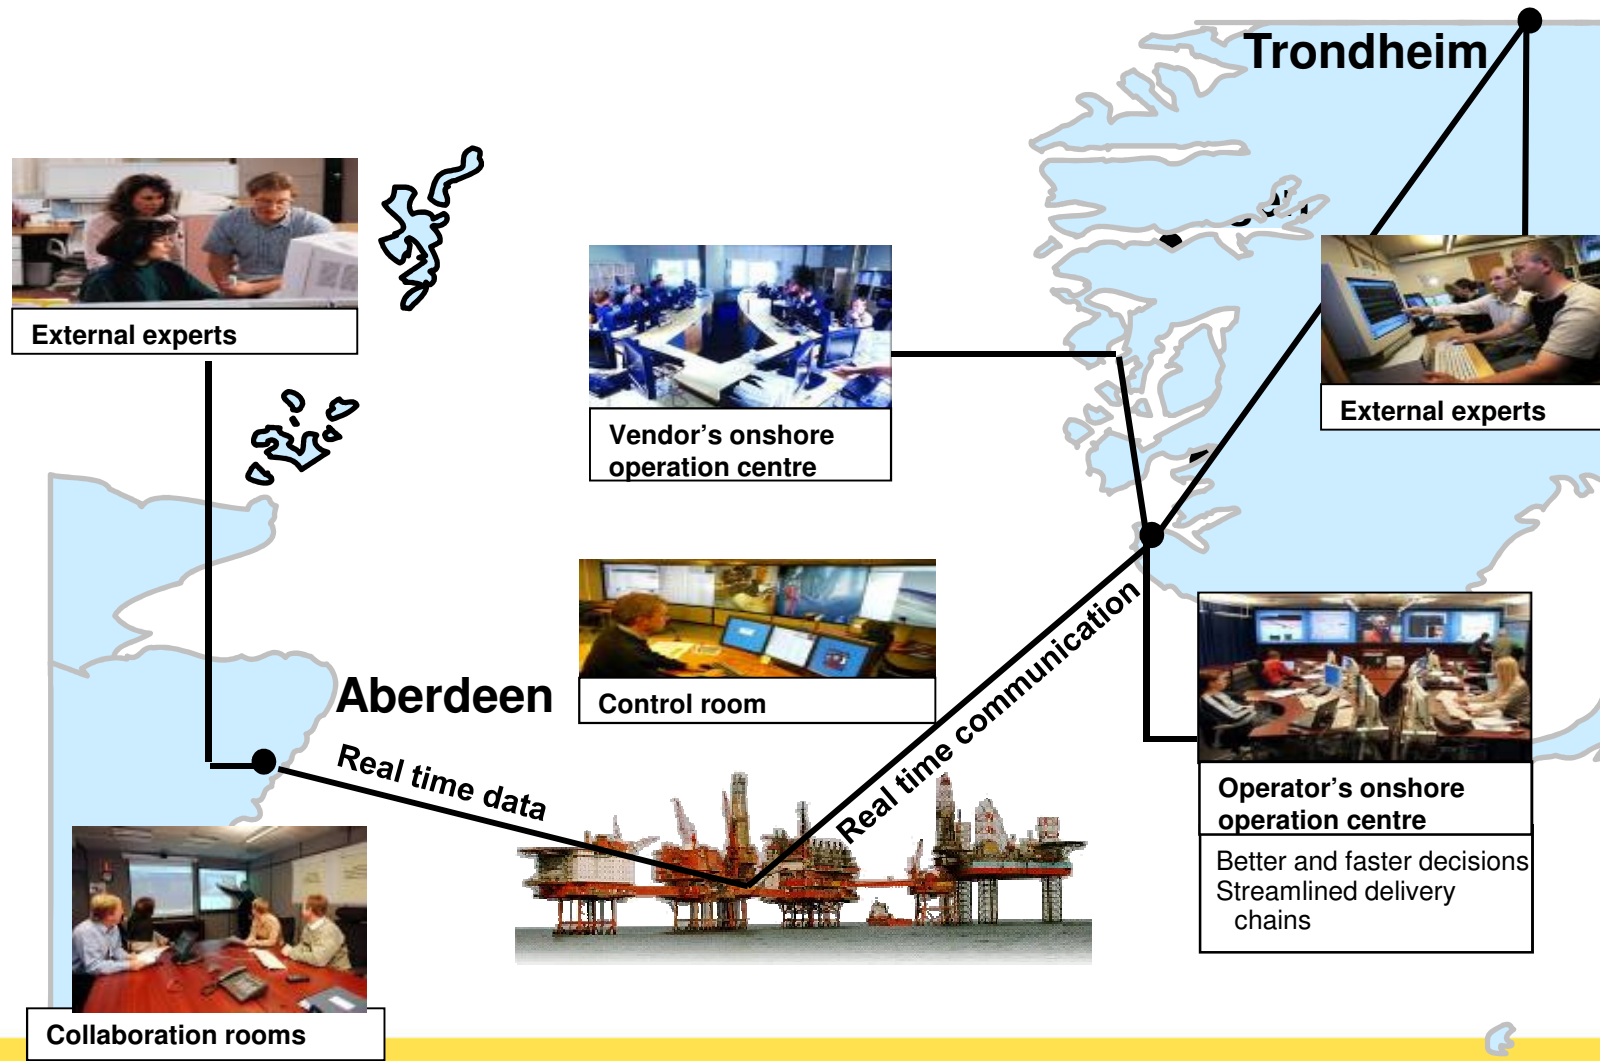 Trondheim
External experts
Vendor's onshore
operation centre
External experts
Control room
Aberdeen
Real time data
Real time communication
Operator's onshore
operation centre
Better and faster decisions
Streamlined delivery
chains
Collaboration rooms